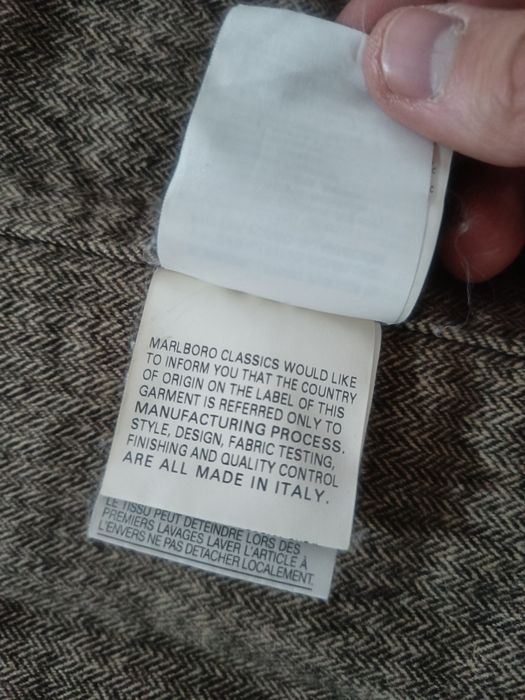 MARLBORO CLASSICS WOULD LIKE
TO INFORM YOU THAT THE COUNTRY
OF ORIGIN ON THE LABEL OF THIS
GARMENT IS REFERRED ONLY TO
MANUFACTURING PROCESS.
STYLE, DESIGN, FABRIC TESTING,
FINISHING AND QUALITY CONTROL
ARE ALL MADE IN ITALY.
LE TISSU PEUT DETEINDRE LORS DES
PREMIERS LAVAGES LAVER L'ARTICLE À
L'ENVERS NE PAS DETACHER LOCALEMENT.